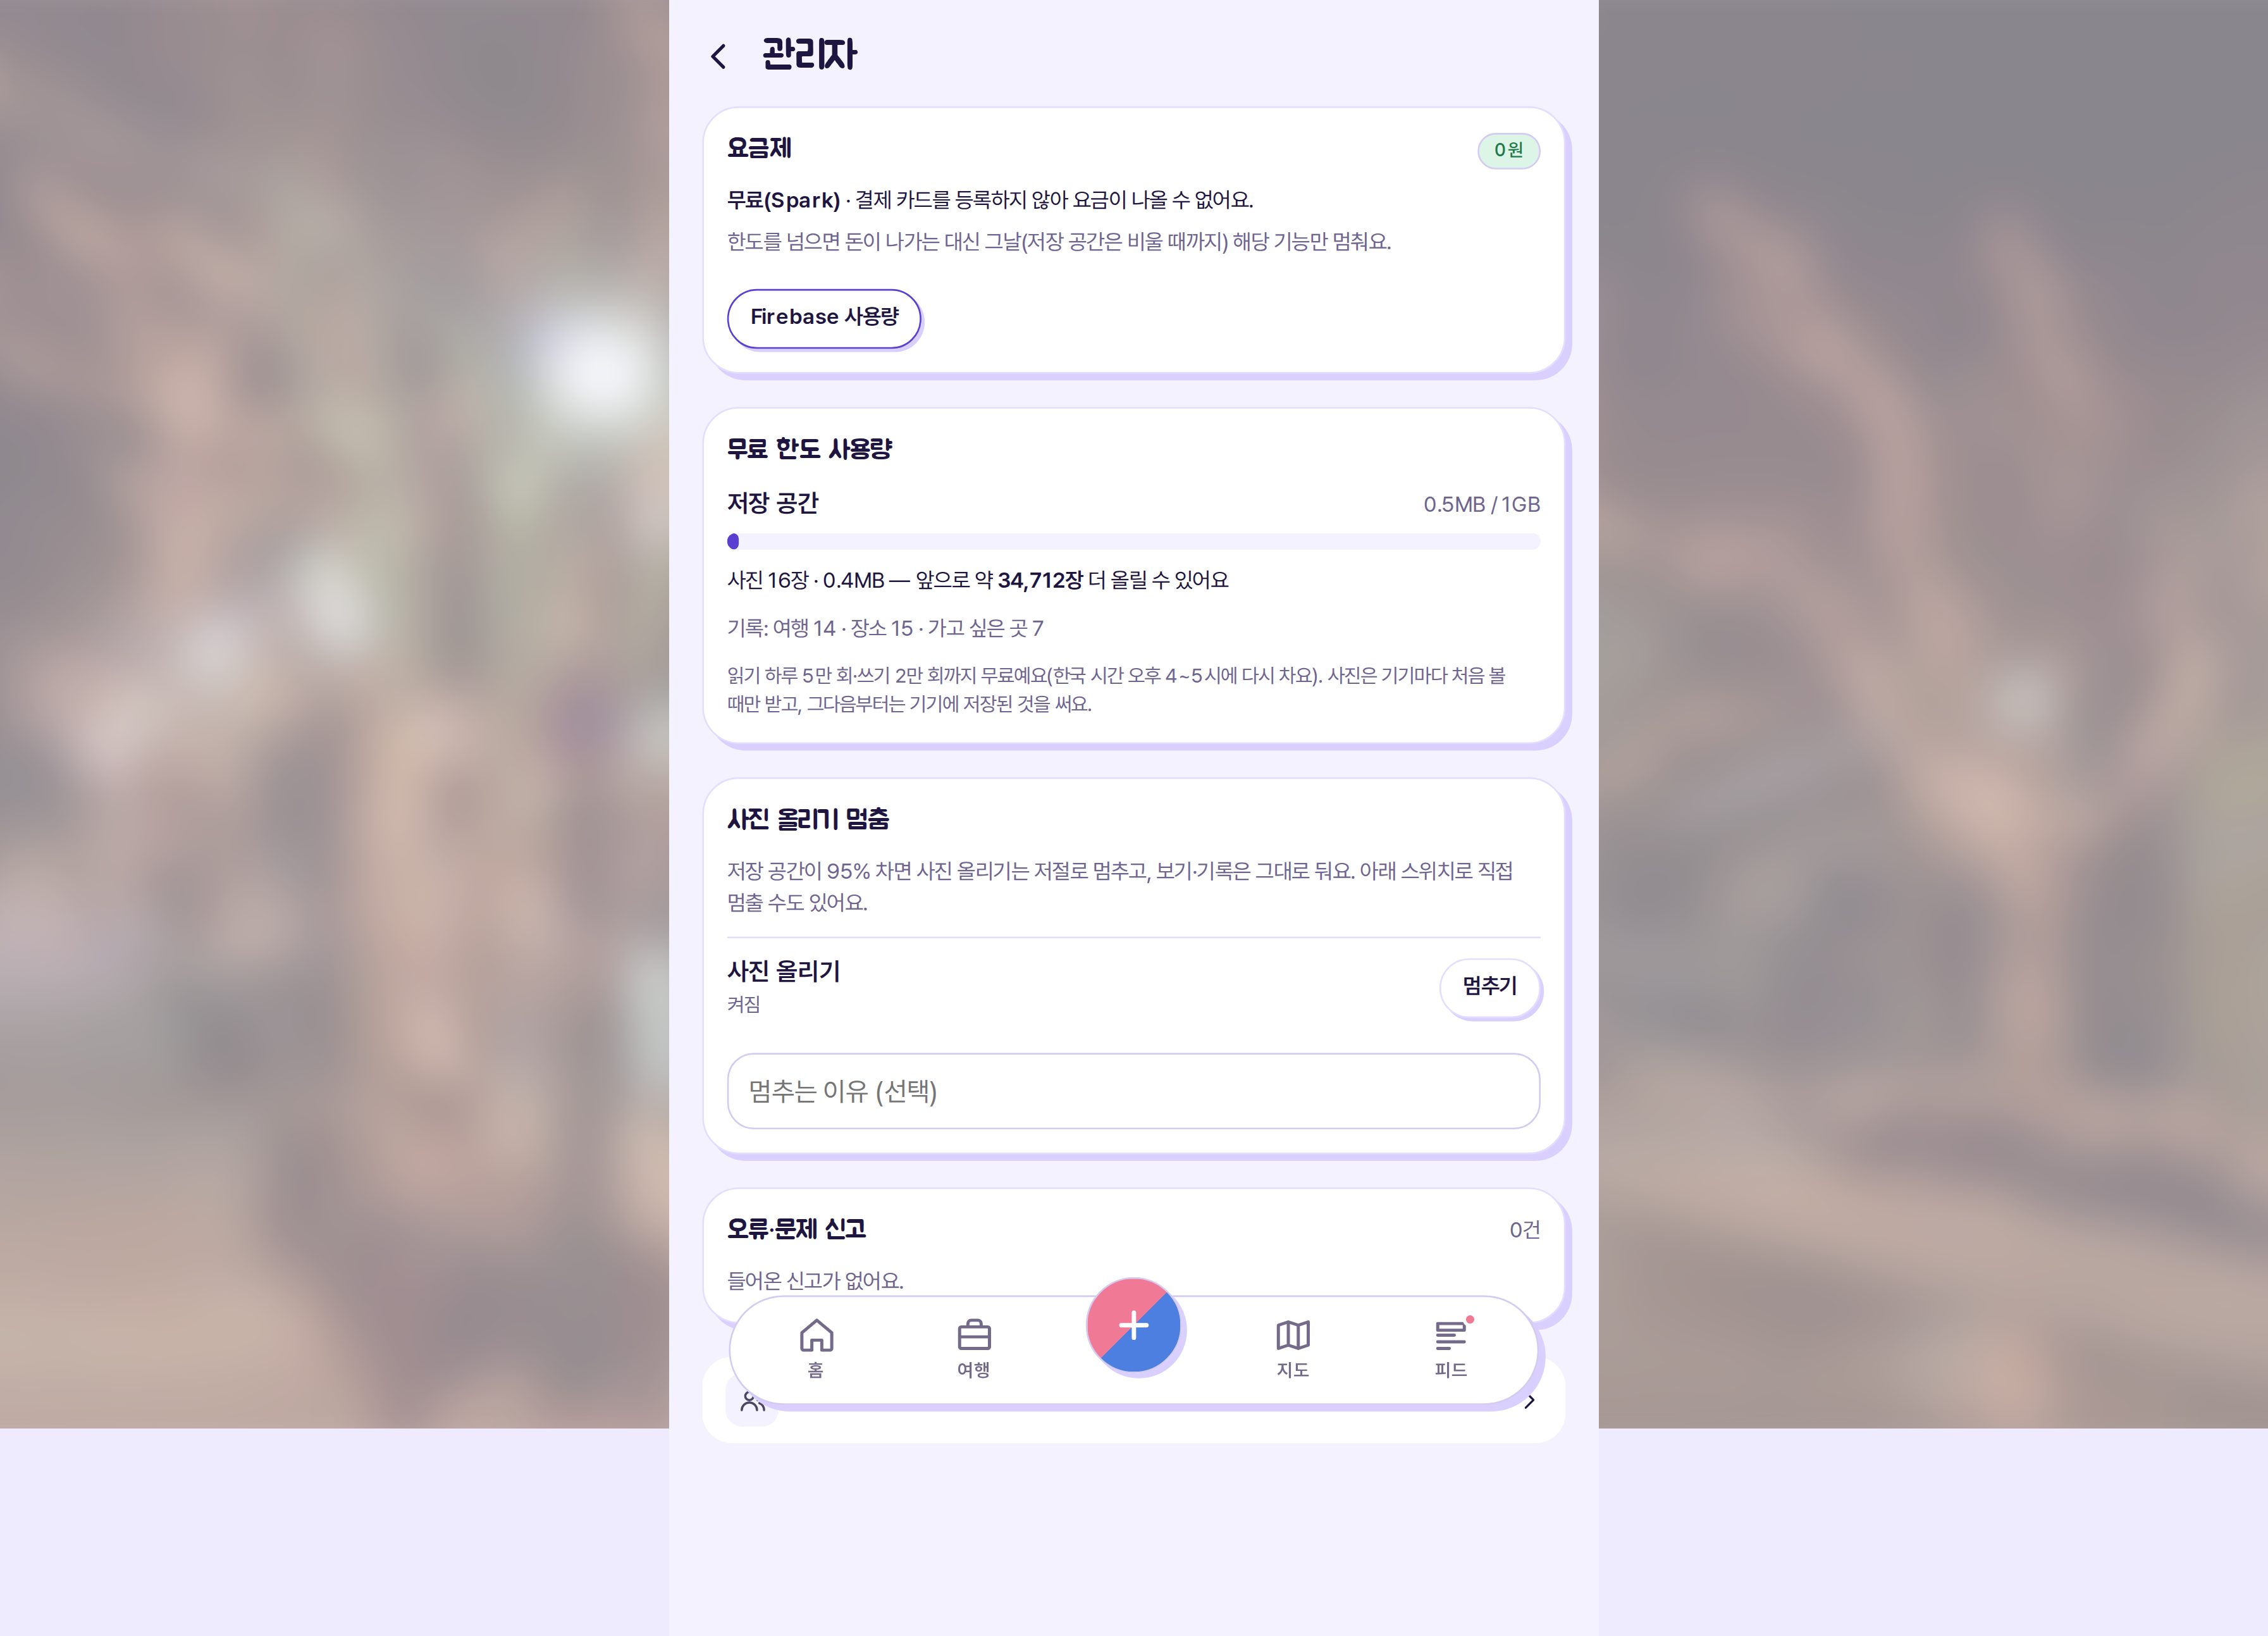 관리자
요금제
0원
무료(Spark) · 결제 카드를 등록하지 않아 요금이 나올 수 없어요.
한도를 넘으면 돈이 나가는 대신 그날(저장 공간은 비울 때까지) 해당 기능만 멈춰요.
Firebase 사용량
무료 한도 사용량
저장 공간
0.5MB / 1GB
사진 16장 · 0.4MB — 앞으로 약 34,712장 더 올릴 수 있어요
기록: 여행 14 · 장소 15 · 가고 싶은 곳 7
읽기 하루 5만 회·쓰기 2만 회까지 무료예요(한국 시간 오후 4~5시에 다시 차요). 사진은 기기마다 처음 볼
때만 받고, 그다음부터는 기기에 저장된 것을 써요.
사진 올리기 멈춤
저장 공간이 95% 차면 사진 올리기는 저절로 멈추고, 보기·기록은 그대로 둬요. 아래 스위치로 직접
멈출 수도 있어요.
사진 올리기
켜짐
멈추기
멈추는 이유 (선택)
오류·문제 신고
0건
들어온 신고가 없어요.
홈
여행
지도
피드